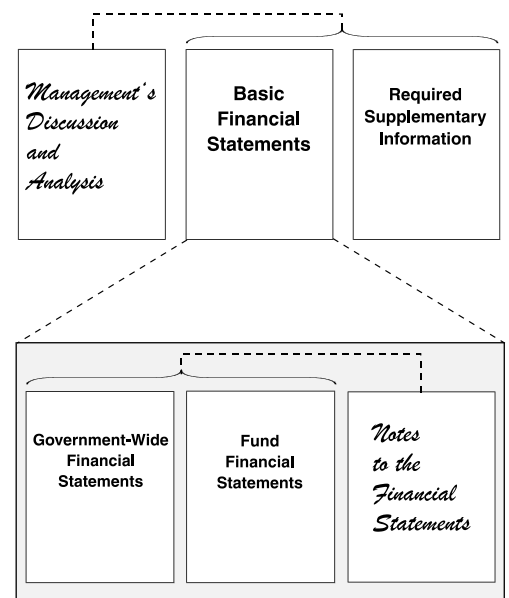 Management's
Discussion
and
Analysis
Basic
Financial
Statements
Required
Supplementary
Information
Government-Wide
Financial
Statements
Fund
Financial
Statements
Notes
to the
Financial
Statements